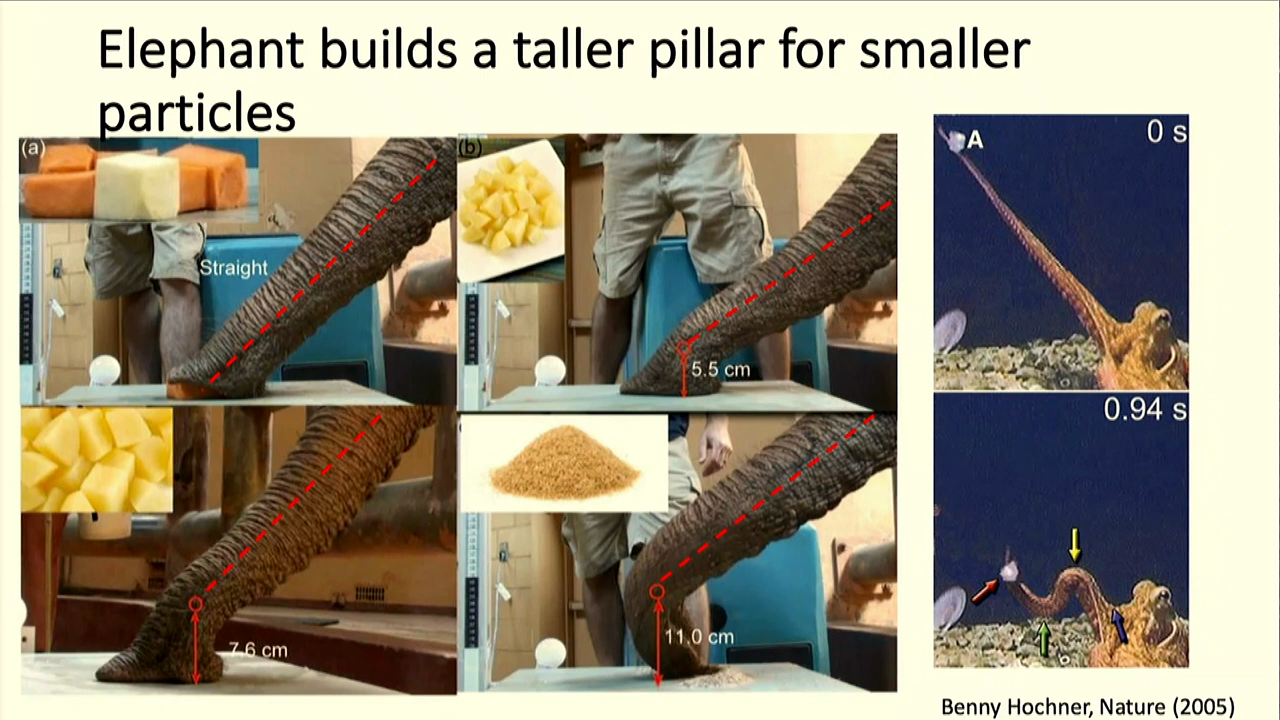 Elephant builds a taller pillar for smaller
particles
(a)
(b)
Straight
5.5 cm
7.6 cm
11.0 cm
A
0 s
0.94 s
Benny Hochner, Nature (2005)